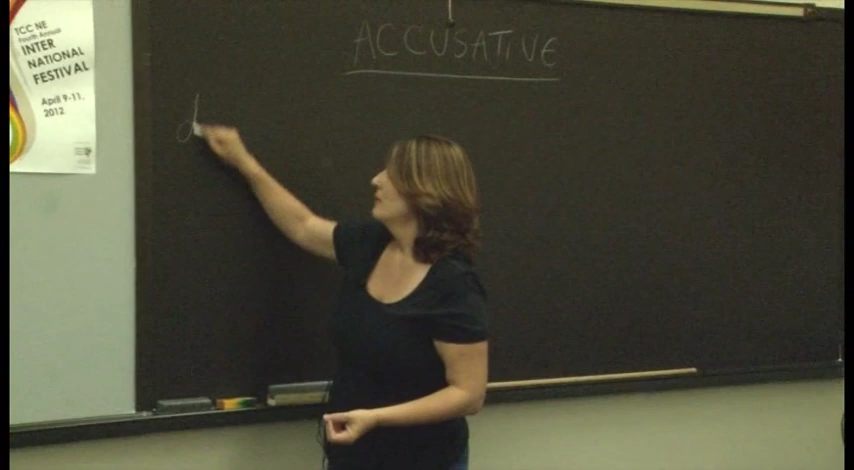 TCC NE
Fourth Annual
INTER
NATIONAL
FESTIVAL
April 9-11,
2012
ACCUSATIVE
d